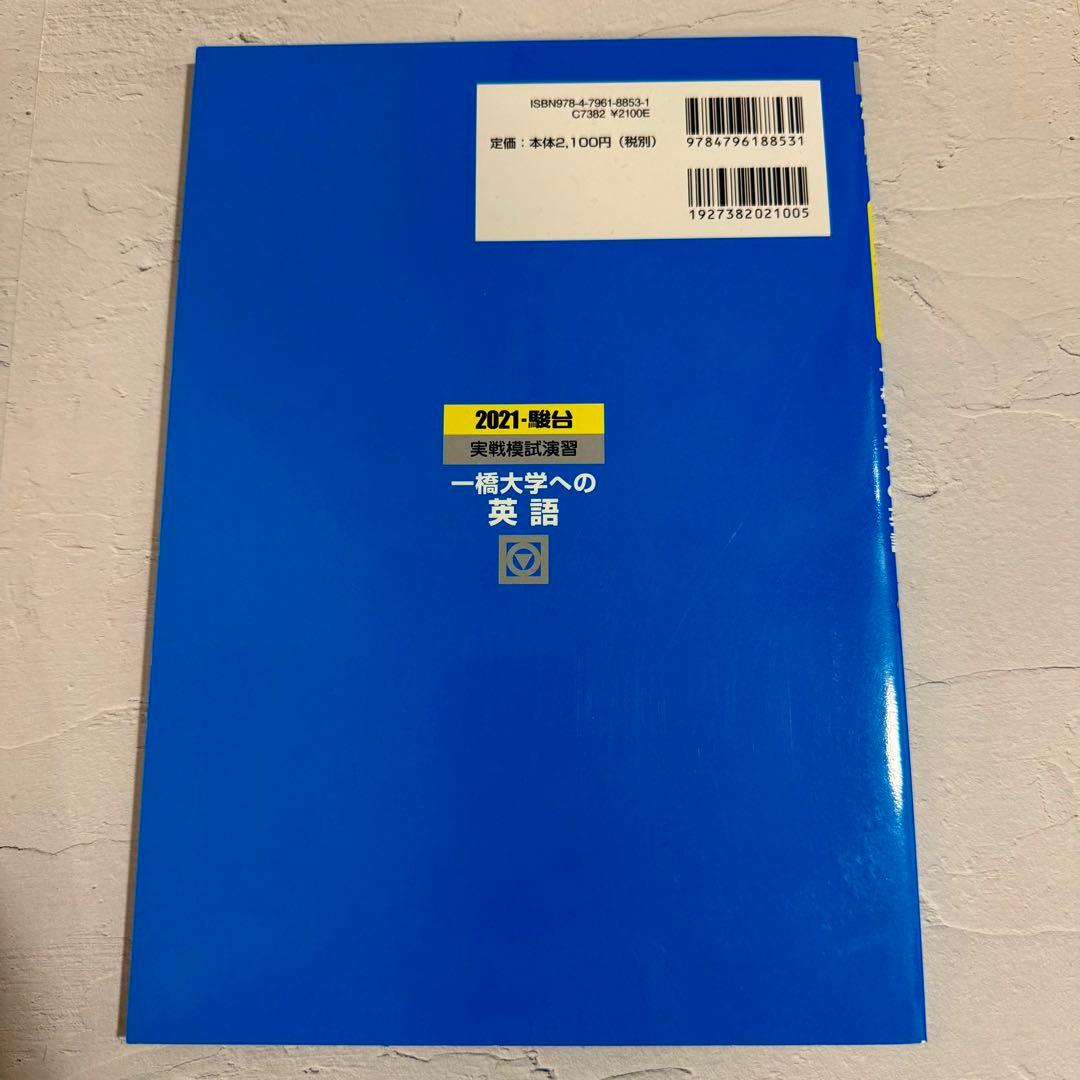 ISBN978-4-7961-8853-1
C7382 ¥2100E
定価：本体2,100円（税別）
9784796188531
1927382021005
2021-駿台
実戦模試演習
一橋大学への
英語